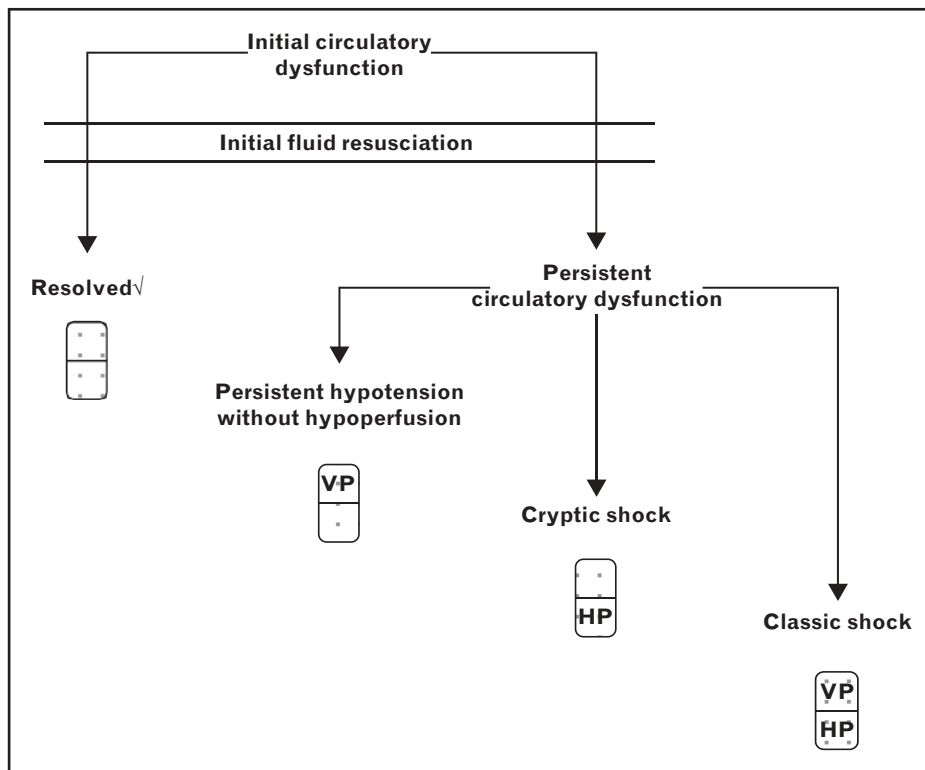 Initial circulatory
dysfunction
Initial fluid resusciation
Resolved√
Persistent
circulatory dysfunction
Persistent hypotension
without hypoperfusion
VP
Cryptic shock
HP
Classic shock
VP
HP